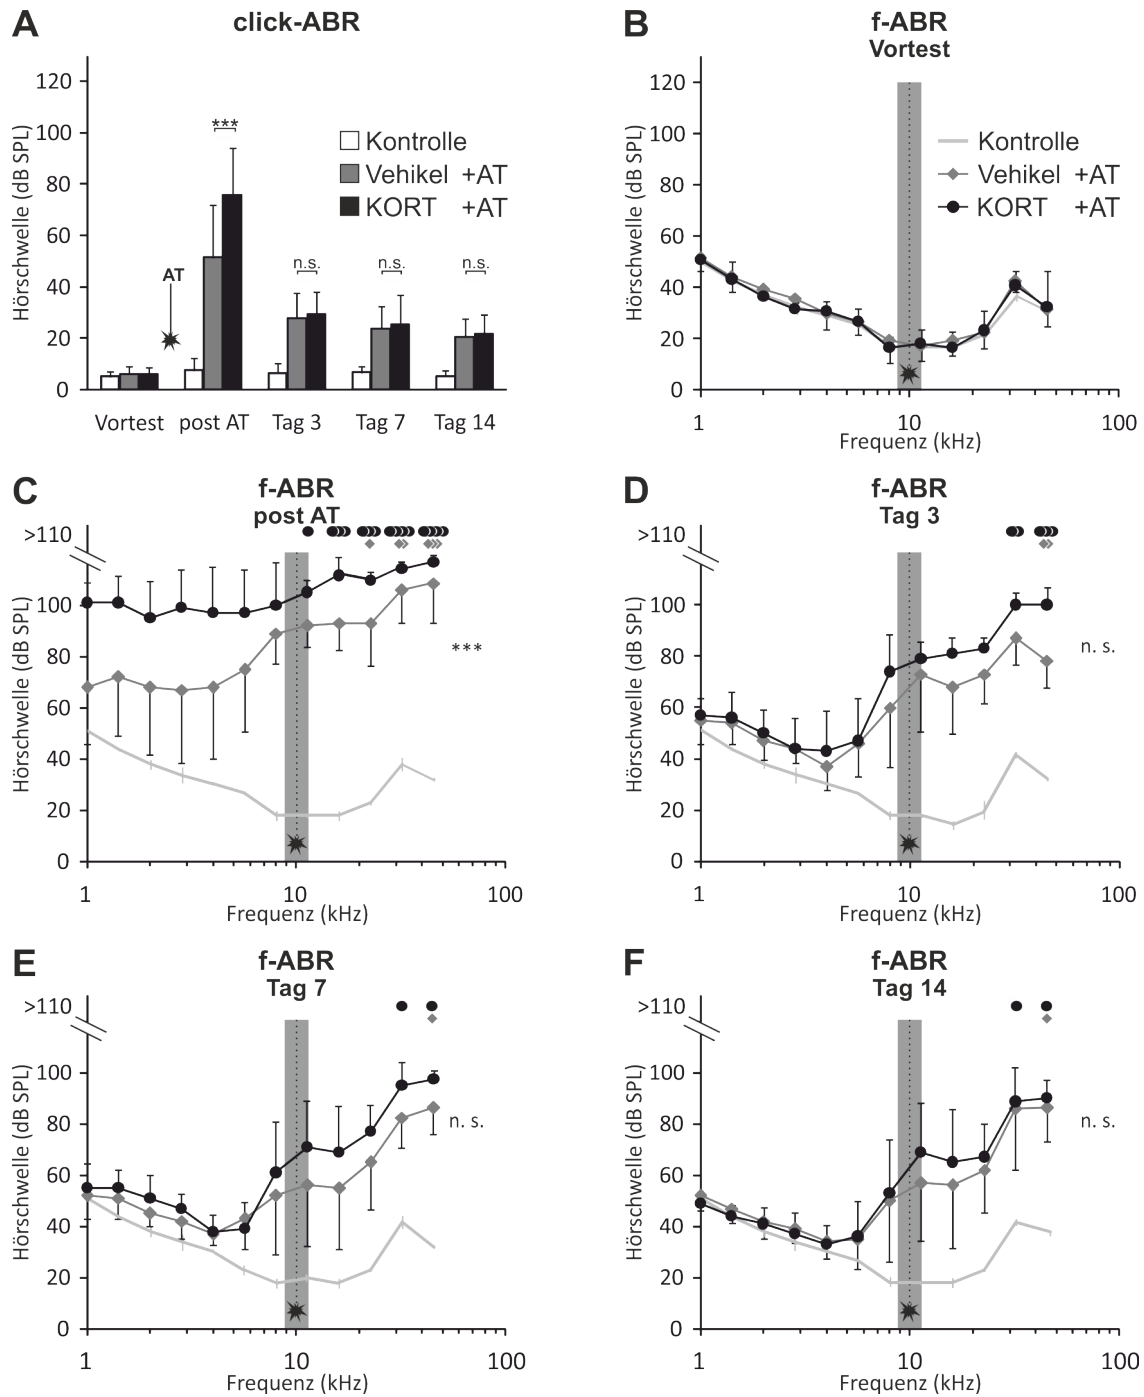 A
click-ABR
Hörschwelle (dB SPL)
120
100
80
60
40
20
0
***
Kontrolle
Vehikel +AT
KORT +AT
AT
n.s.
n.s.
n.s.
Vortest
post AT
Tag 3
Tag 7
Tag 14
B
f-ABR
Vortest
Hörschwelle (dB SPL)
120
100
80
60
40
20
0
Kontrolle
Vehikel +AT
KORT +AT
1
10
100
Frequenz (kHz)
C
f-ABR
post AT
Hörschwelle (dB SPL)
>110
100
80
60
40
20
0
***
1
10
100
Frequenz (kHz)
D
f-ABR
Tag 3
Hörschwelle (dB SPL)
>110
100
80
60
40
20
0
n. s.
1
10
100
Frequenz (kHz)
E
f-ABR
Tag 7
Hörschwelle (dB SPL)
>110
100
80
60
40
20
0
n. s.
1
10
100
Frequenz (kHz)
F
f-ABR
Tag 14
Hörschwelle (dB SPL)
>110
100
80
60
40
20
0
n. s.
1
10
100
Frequenz (kHz)